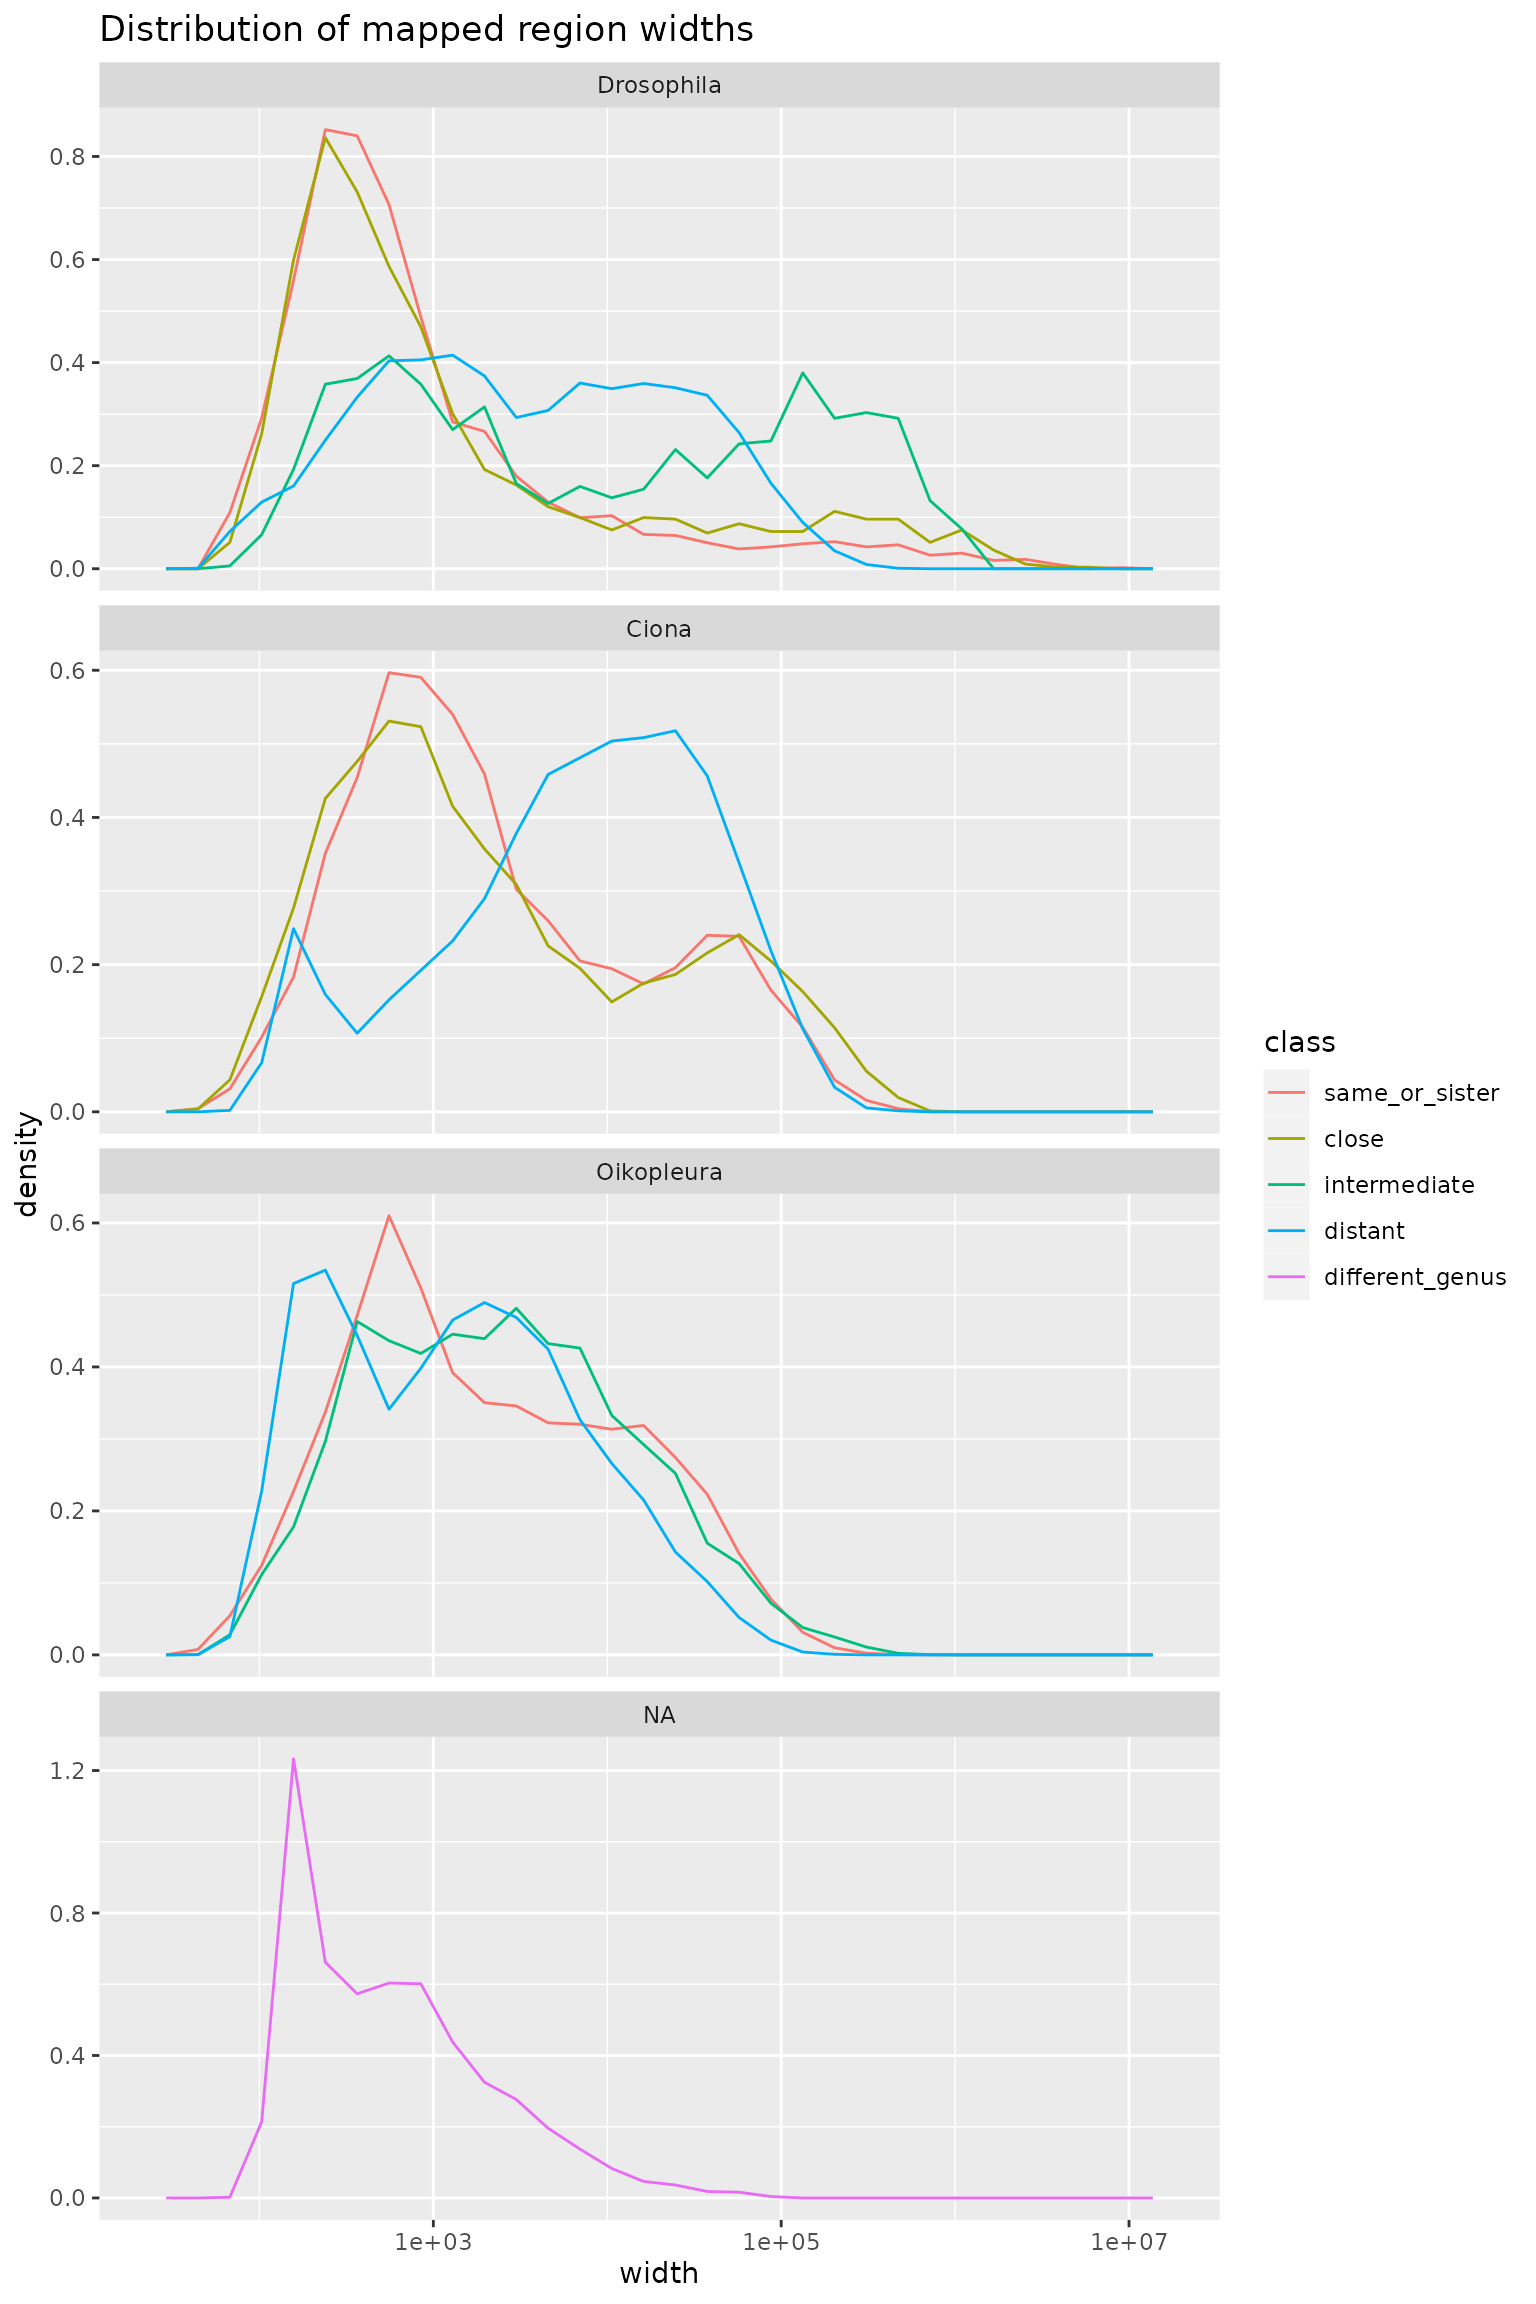 Distribution of mapped region widths
Drosophila
0.8
0.6
0.4
0.2
0.0
Ciona
0.6
0.4
0.2
0.0
Oikopleura
0.6
0.4
0.2
0.0
NA
1.2
0.8
0.4
0.0
1e+03 1e+05 1e+07
width
density
class
same_or_sister
close
intermediate
distant
different_genus